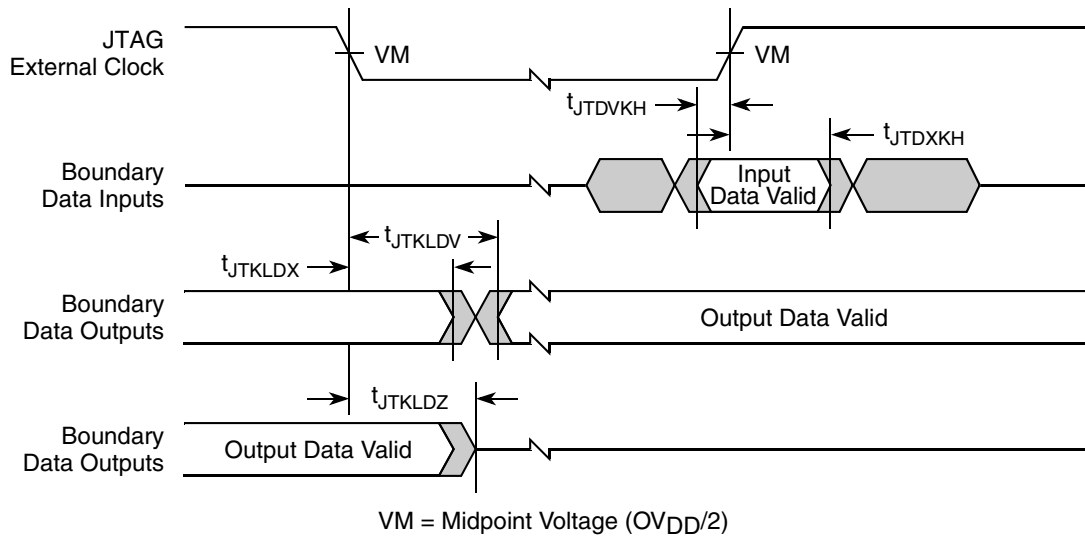 JTAG
External Clock
VM
VM
tJTDVKH
tJTDXKH
Boundary
Data Inputs
Input
Data Valid
tJTKLDV
tJTKLDX
Boundary
Data Outputs
Output Data Valid
tJTKLDZ
Boundary
Data Outputs
Output Data Valid
VM = Midpoint Voltage (OVDD/2)